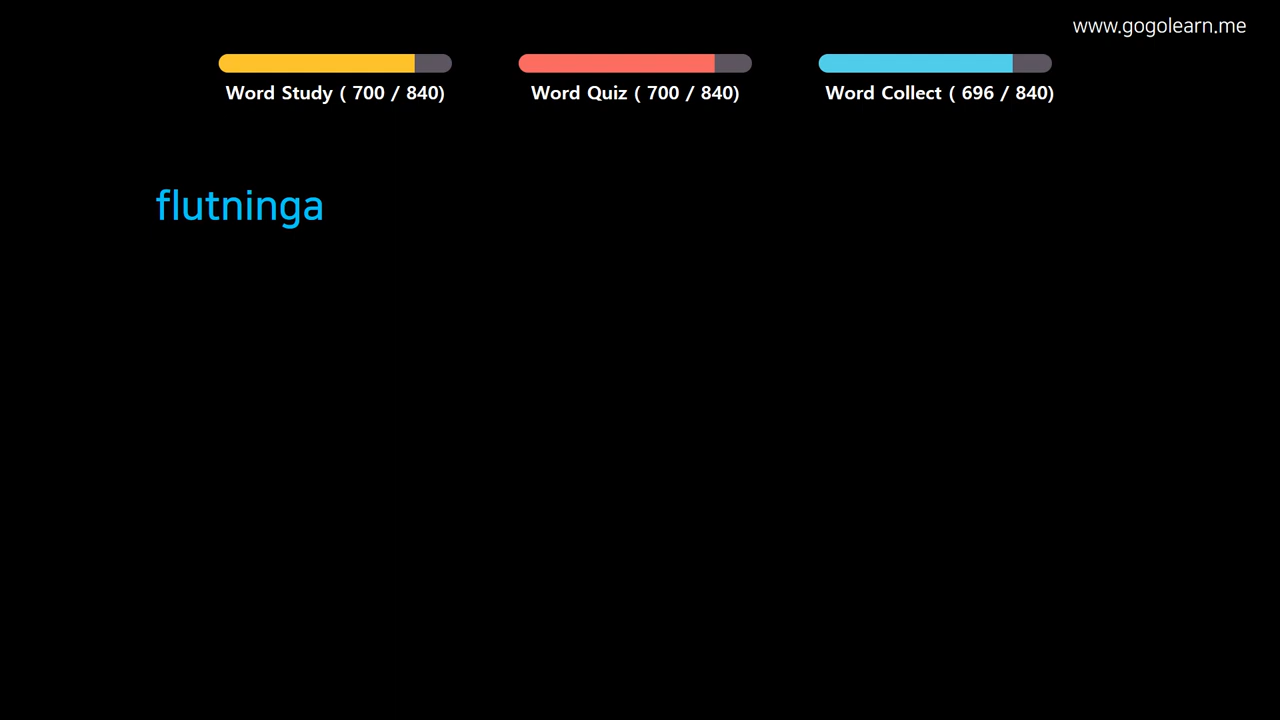 www.gogolearn.me
Word Study ( 700 / 840)
Word Quiz ( 700 / 840)
Word Collect ( 696 / 840)
flutninga